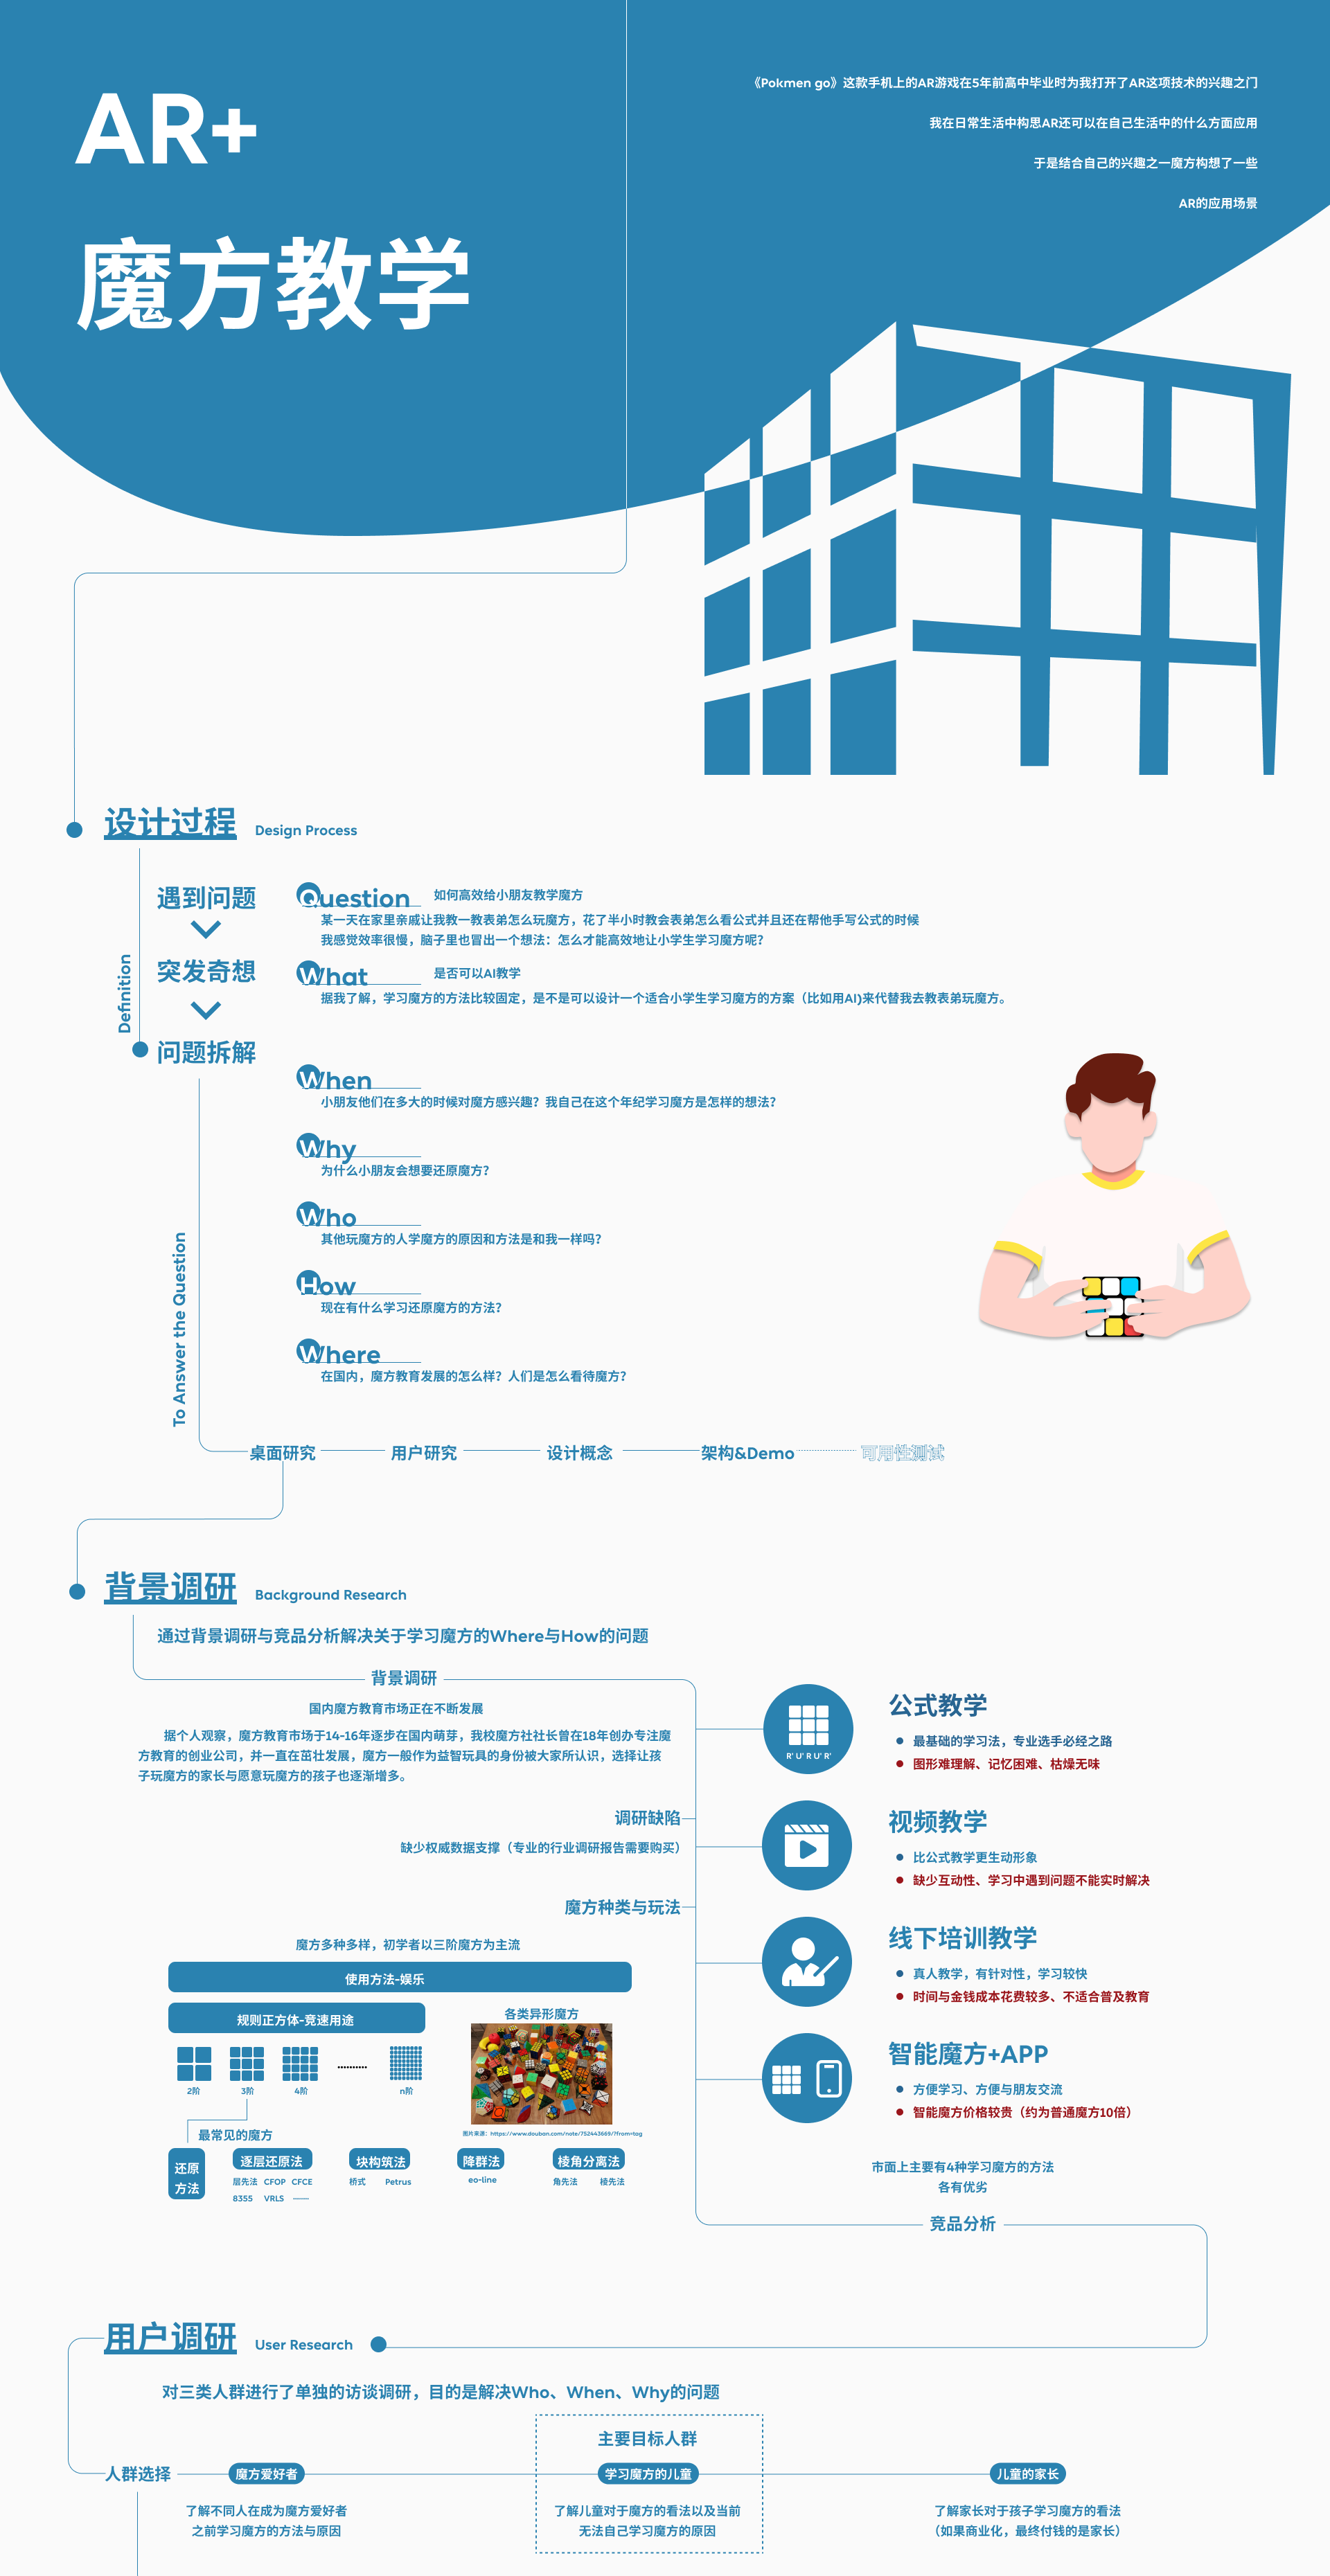 AR+
魔方教学
《Pokmen go》这款手机上的AR游戏在5年前高中毕业时为我打开了AR这项技术的兴趣之门
我在日常生活中构思AR还可以在自己生活中的什么方面应用
于是结合自己的兴趣之一魔方构想了一些
AR的应用场景
设计过程 Design Process
Defnition
遇到问题
突发奇想
问题拆解
Question 如何高效给小朋友教学魔方
某一天在家里亲戚让我教一教表弟怎么玩魔方，花了半小时教会表弟怎么看公式并且还在帮他手写公式的时候
我感觉效率很慢，脑子里也冒出一个想法：怎么才能高效地让小学生学习魔方呢？
What 是否可以AI教学
据我了解，学习魔方的方法比较固定，是不是可以设计一个适合小学生学习魔方的方案（比如用AI)来代替我去教表弟玩魔方。
To Answer the Question
When
小朋友他们在多大的时候对魔方感兴趣？我自己在这个年纪学习魔方是怎样的想法？
Why
为什么小朋友会想要还原魔方？
Who
其他玩魔方的人学魔方的原因和方法是和我一样吗？
How
现在有什么学习还原魔方的方法？
Where
在国内，魔方教育发展的怎么样？人们是怎么看待魔方？
桌面研究 用户研究 设计概念 架构&Demo 可用性测试
背景调研 Background Research
通过背景调研与竞品分析解决关于学习魔方的Where与How的问题
背景调研
国内魔方教育市场正在不断发展
据个人观察，魔方教育市场于14-16年逐步在国内萌芽，我校魔方社社长曾在18年创办专注魔
方教育的创业公司，并一直在茁壮发展，魔方一般作为益智玩具的身份被大家所认识，选择让孩
子玩魔方的家长与愿意玩魔方的孩子也逐渐增多。
调研缺陷
缺少权威数据支撑（专业的行业调研报告需要购买）
魔方种类与玩法
魔方多种多样，初学者以三阶魔方为主流
使用方法-娱乐
规则正方体-竞速用途
各类异形魔方
2阶 3阶 4阶 n阶
图片来源：https://www.douban.com/note/752443669/?from=tag
最常见的魔方
还原
方法
逐层还原法 块构筑法 降群法 棱角分离法
层先法 CFOP CFCE 桥式 Petrus eo-line 角先法 棱先法
8355 VRLS ——
R' U' R U' R'
公式教学
最基础的学习法，专业选手必经之路
图形难理解、记忆困难、枯燥无味
视频教学
比公式教学更生动形象
缺少互动性、学习中遇到问题不能实时解决
线下培训教学
真人教学，有针对性，学习较快
时间与金钱成本花费较多、不适合普及教育
智能魔方+APP
方便学习、方便与朋友交流
智能魔方价格较贵（约为普通魔方10倍）
市面上主要有4种学习魔方的方法
各有优劣
竞品分析
用户调研 User Research
对三类人群进行了单独的访谈调研，目的是解决Who、When、Why的问题
主要目标人群
人群选择 魔方爱好者 学习魔方的儿童 儿童的家长
了解不同人在成为魔方爱好者
之前学习魔方的方法与原因
了解儿童对于魔方的看法以及当前
无法自己学习魔方的原因
了解家长对于孩子学习魔方的看法
（如果商业化，最终付钱的是家长）